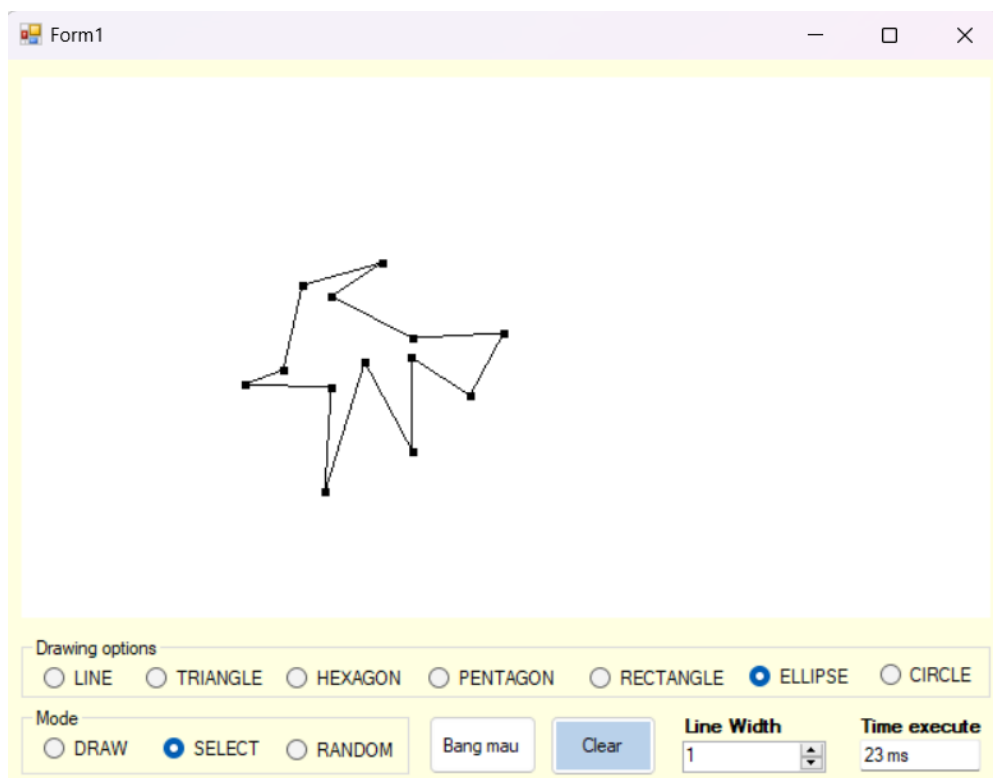 Form1
Drawing options
LINE TRIANGLE HEXAGON PENTAGON RECTANGLE ELLIPSE CIRCLE
Mode
DRAW SELECT RANDOM
Bang mau
Clear
Line Width
1
Time execute
23 ms